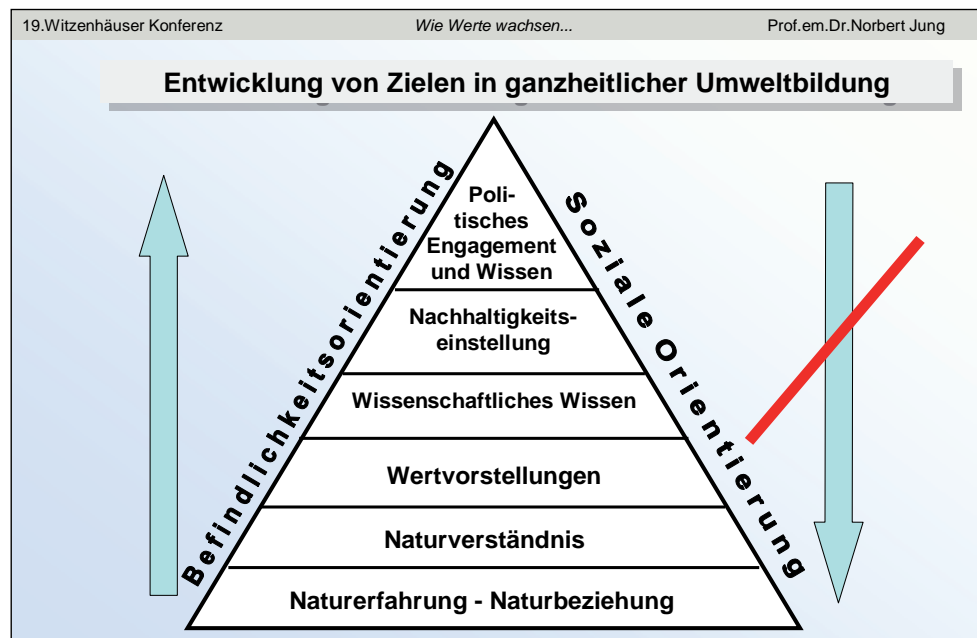 19.Witzenhäuser Konferenz
Wie Werte wachsen...
Prof.em.Dr.Norbert Jung
Entwicklung von Zielen in ganzheitlicher Umweltbildung
Befindlichkeitsorientierung
Soziale Orientierung
Poli-
tisches
Engagement
und Wissen
Nachhaltigkeits-
einstellung
Wissenschaftliches Wissen
Wertvorstellungen
Naturverständnis
Naturerfahrung - Naturbeziehung